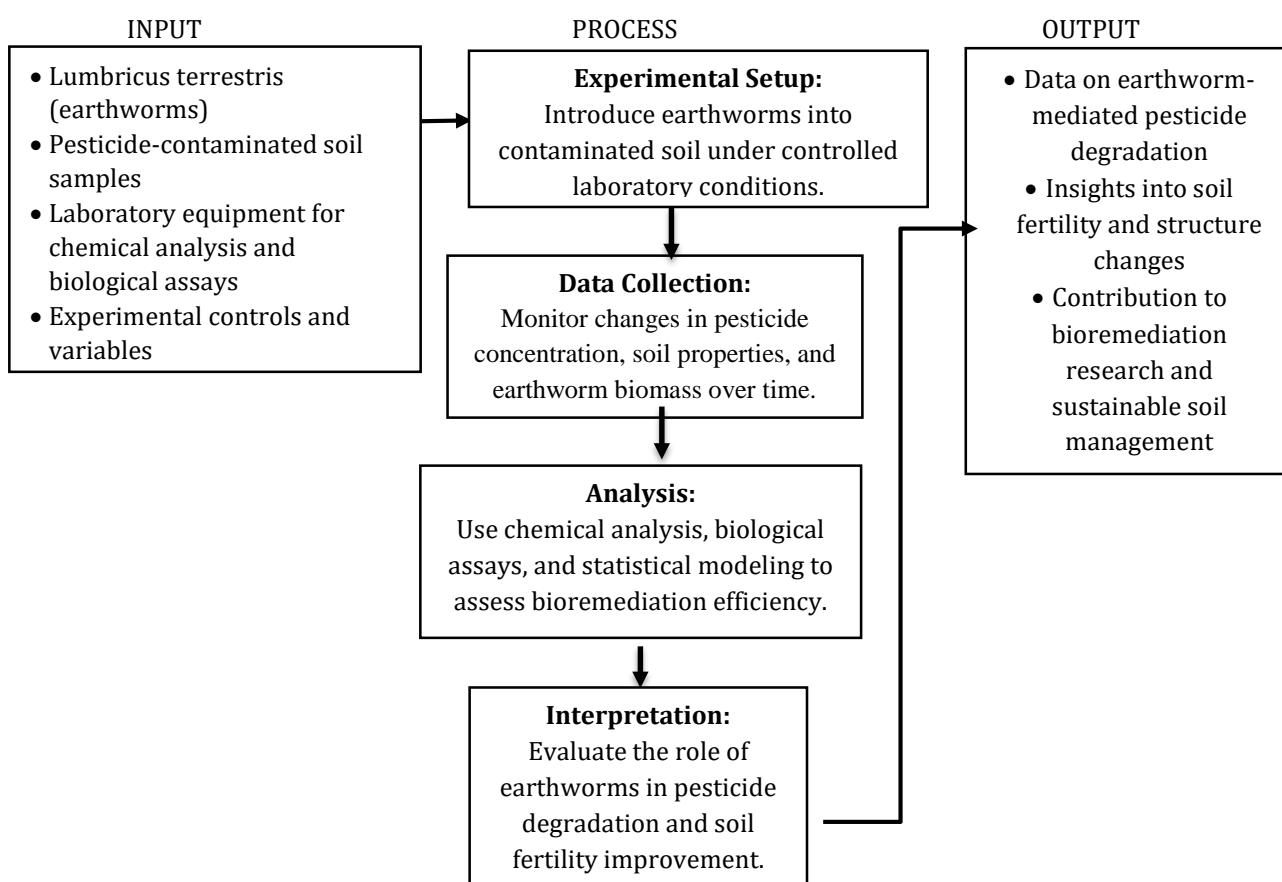 INPUT
• Lumbricus terrestris
(earthworms)
• Pesticide-contaminated soil
samples
• Laboratory equipment for
chemical analysis and
biological assays
• Experimental controls and
variables
PROCESS
Experimental Setup:
Introduce earthworms into
contaminated soil under controlled
laboratory conditions.
Data Collection:
Monitor changes in pesticide
concentration, soil properties, and
earthworm biomass over time.
Analysis:
Use chemical analysis, biological
assays, and statistical modeling to
assess bioremediation efficiency.
Interpretation:
Evaluate the role of
earthworms in pesticide
degradation and soil
fertility improvement.
OUTPUT
• Data on earthworm-
mediated pesticide
degradation
• Insights into soil
fertility and structure
changes
• Contribution to
bioremediation
research and
sustainable soil
management